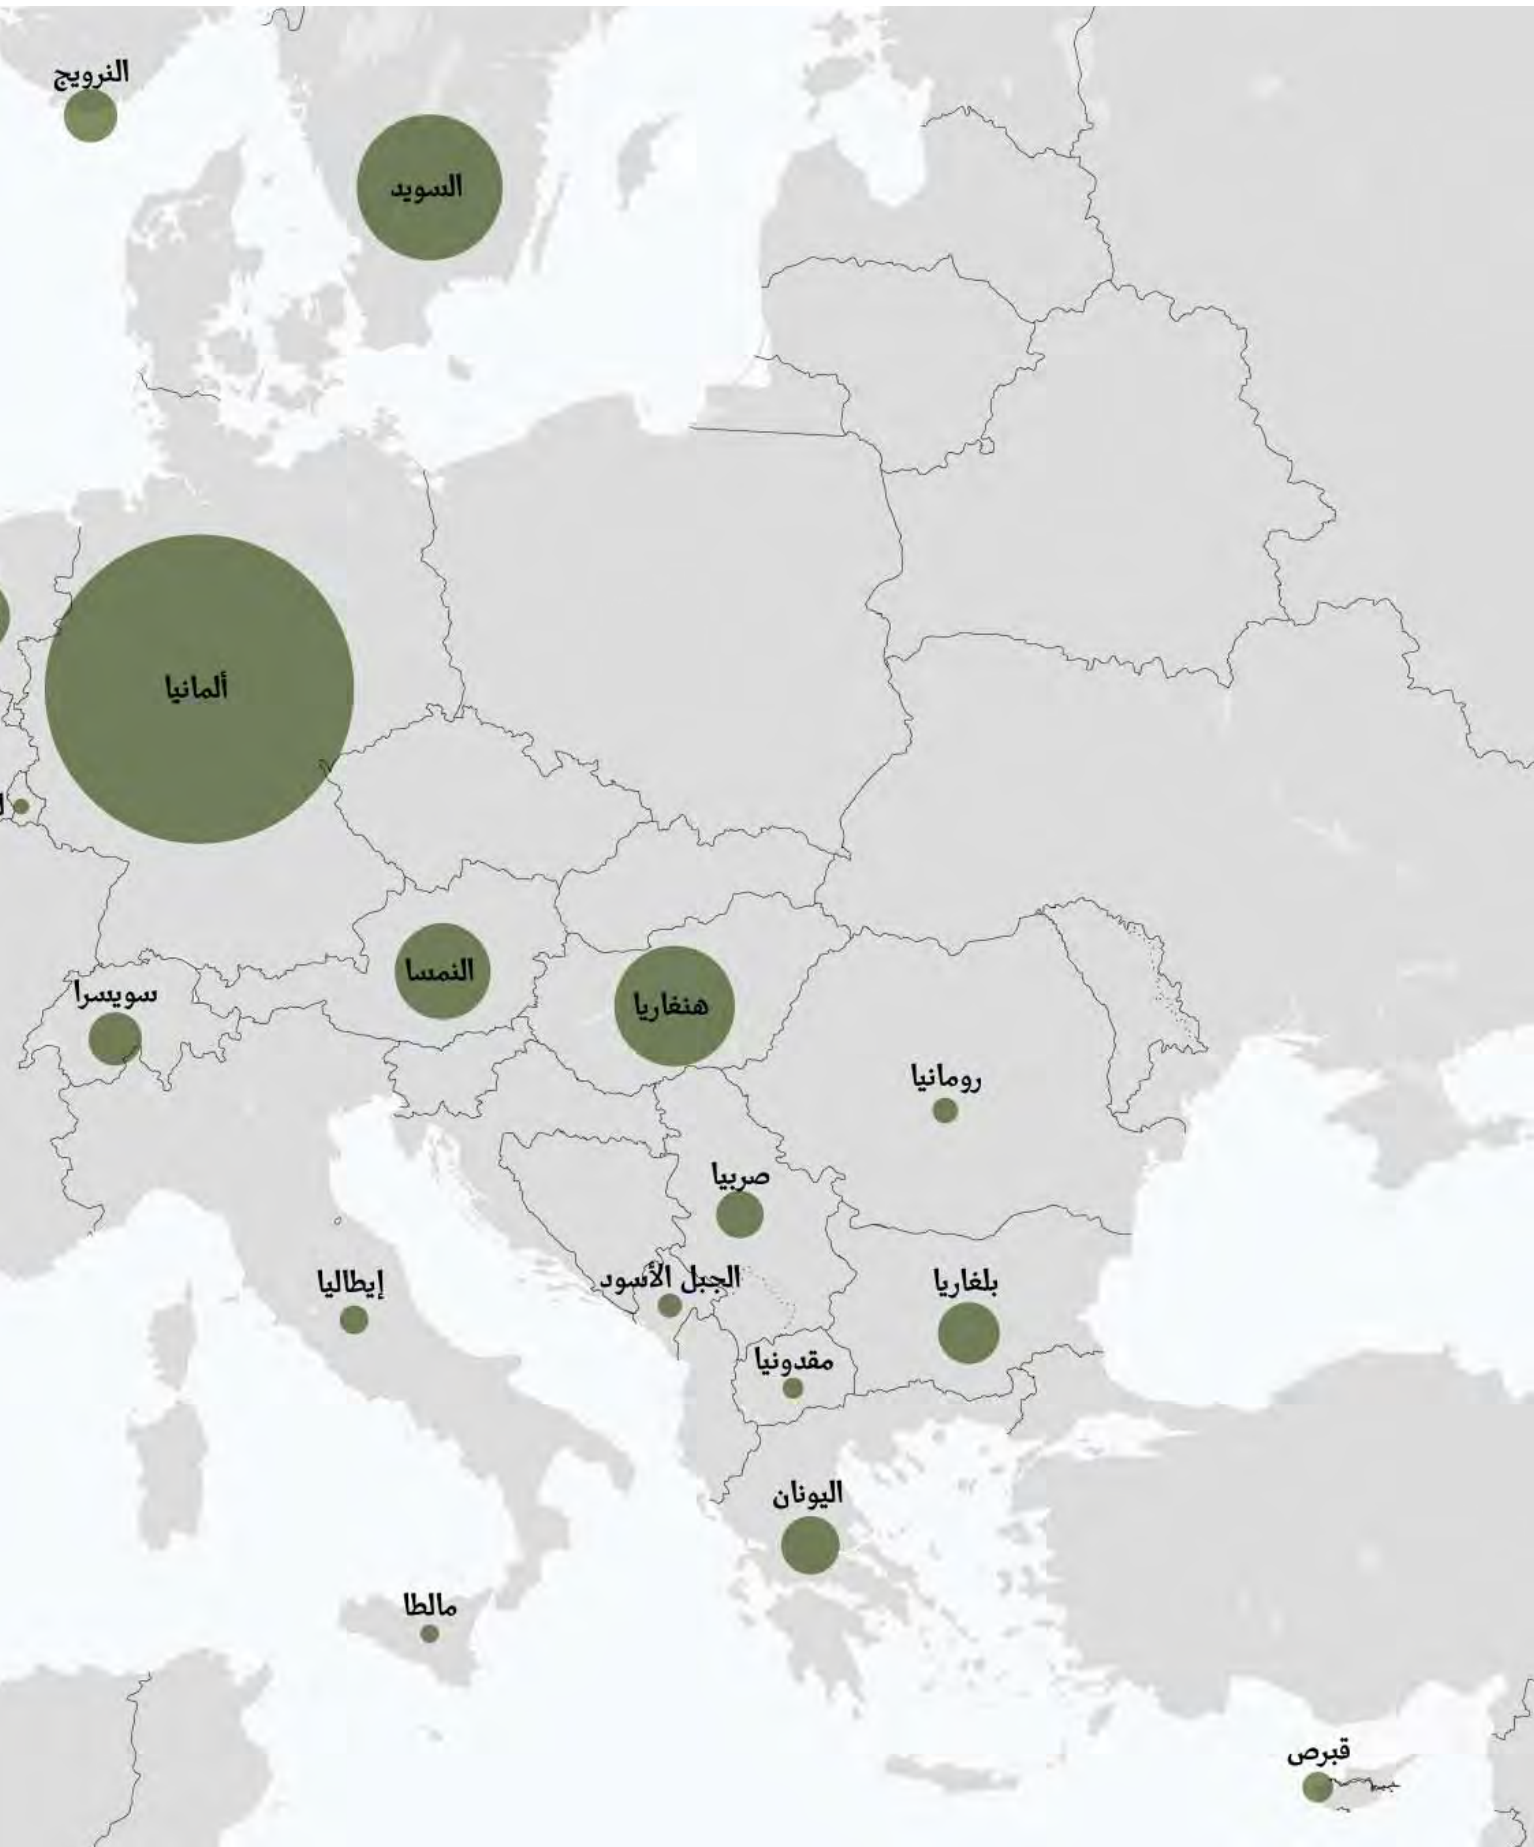 النرويج
السويد
ألمانيا
النمسا
سويسرا
هنغاريا
رومانيا
صربيا
الجبل الأسود
إيطاليا
بلغاريا
مقدونيا
اليونان
مالطا
قبرص